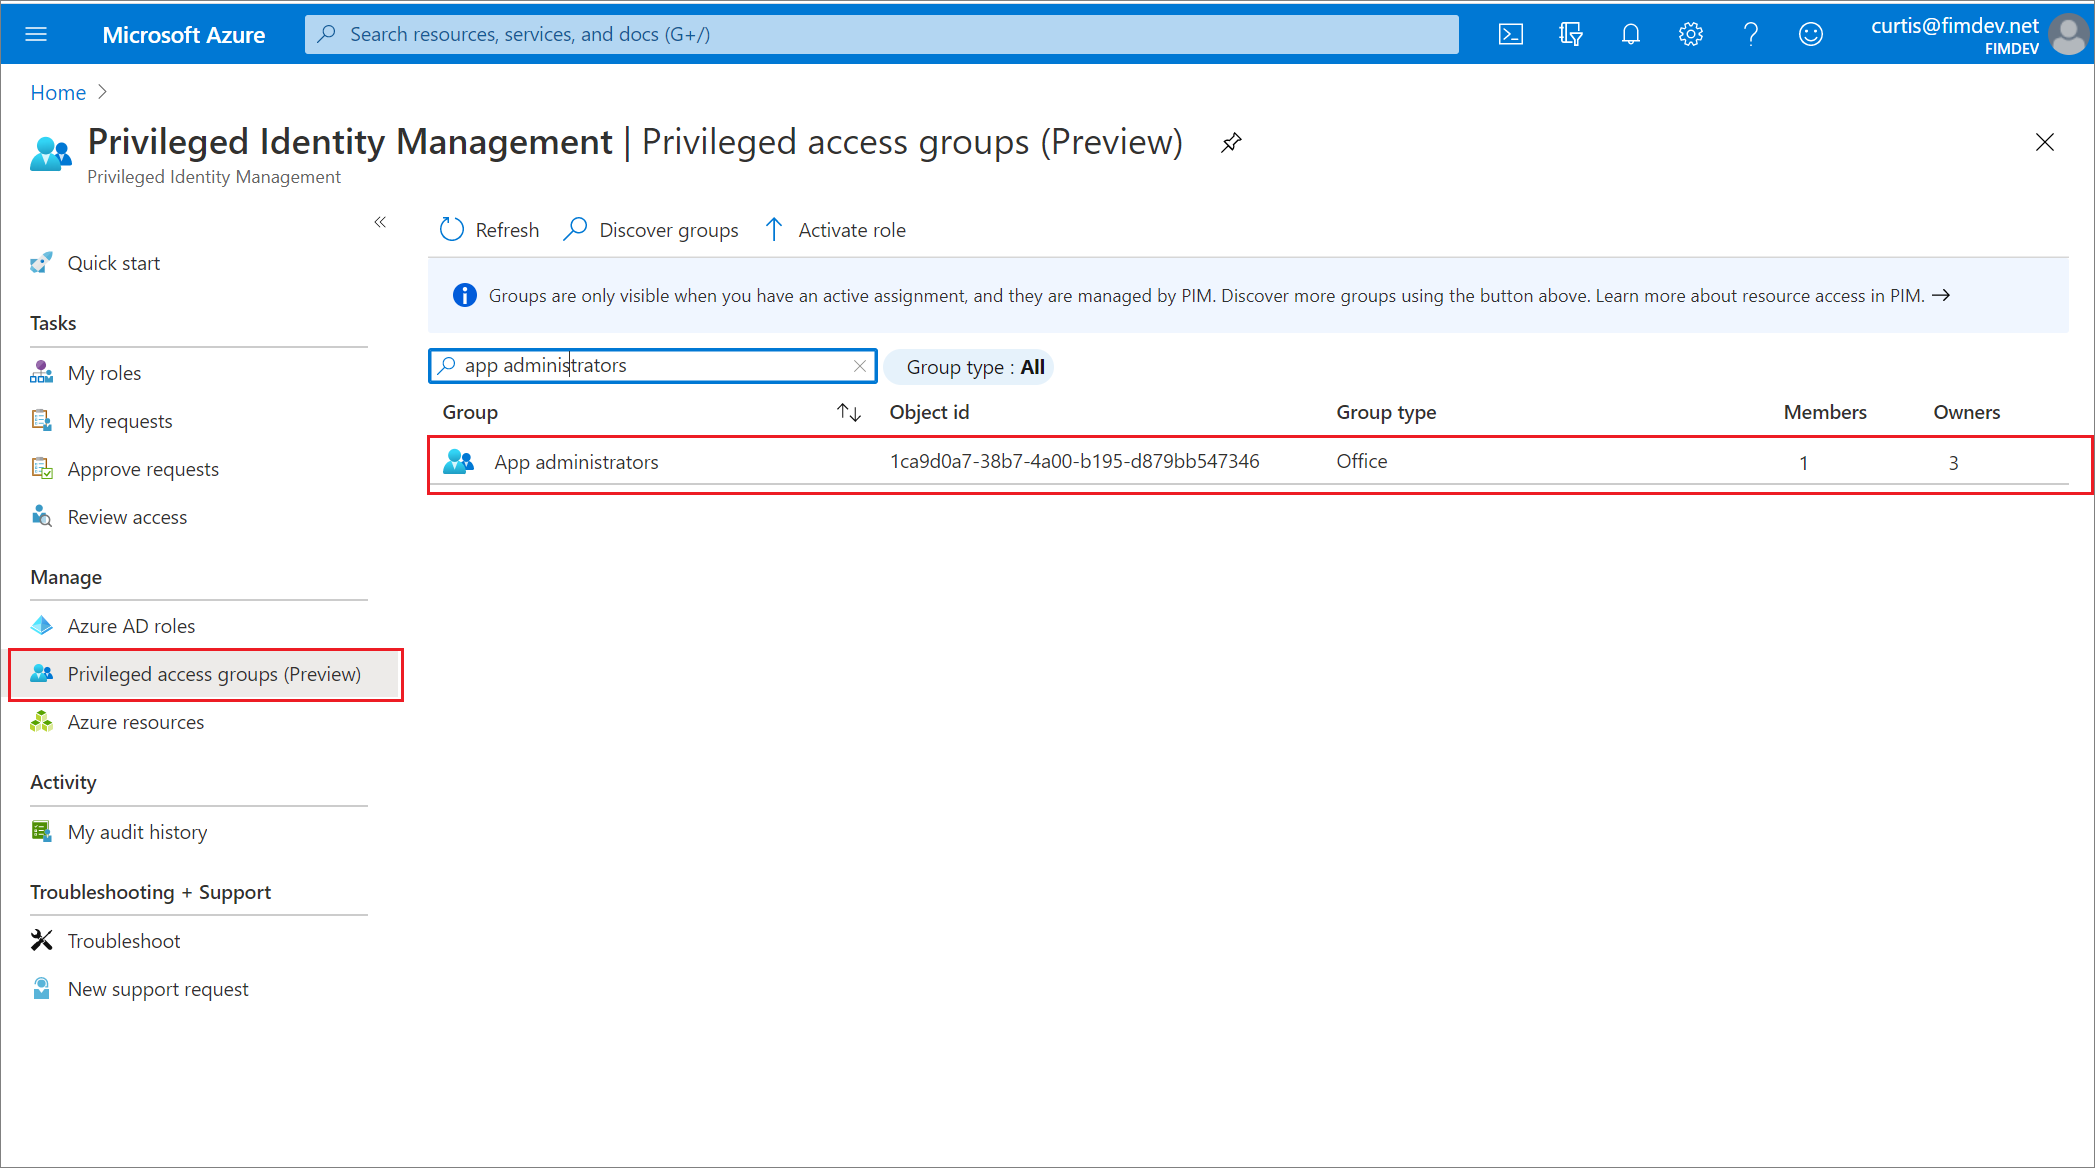 Microsoft Azure
Search resources, services, and docs (G+/)
curtis@fimdev.net
FIMDEV
Home
Privileged Identity Management | Privileged access groups (Preview)
Privileged Identity Management
Quick start
Tasks
My roles
My requests
Approve requests
Review access
Manage
Azure AD roles
Privileged access groups (Preview)
Azure resources
Activity
My audit history
Troubleshooting + Support
Troubleshoot
New support request
Refresh Discover groups Activate role
Groups are only visible when you have an active assignment, and they are managed by PIM. Discover more groups using the button above. Learn more about resource access in PIM. →
app administrators
Group type : All
Group Object id Group type Members Owners
App administrators 1ca9d0a7-38b7-4a00-b195-d879bb547346 Office 1 3